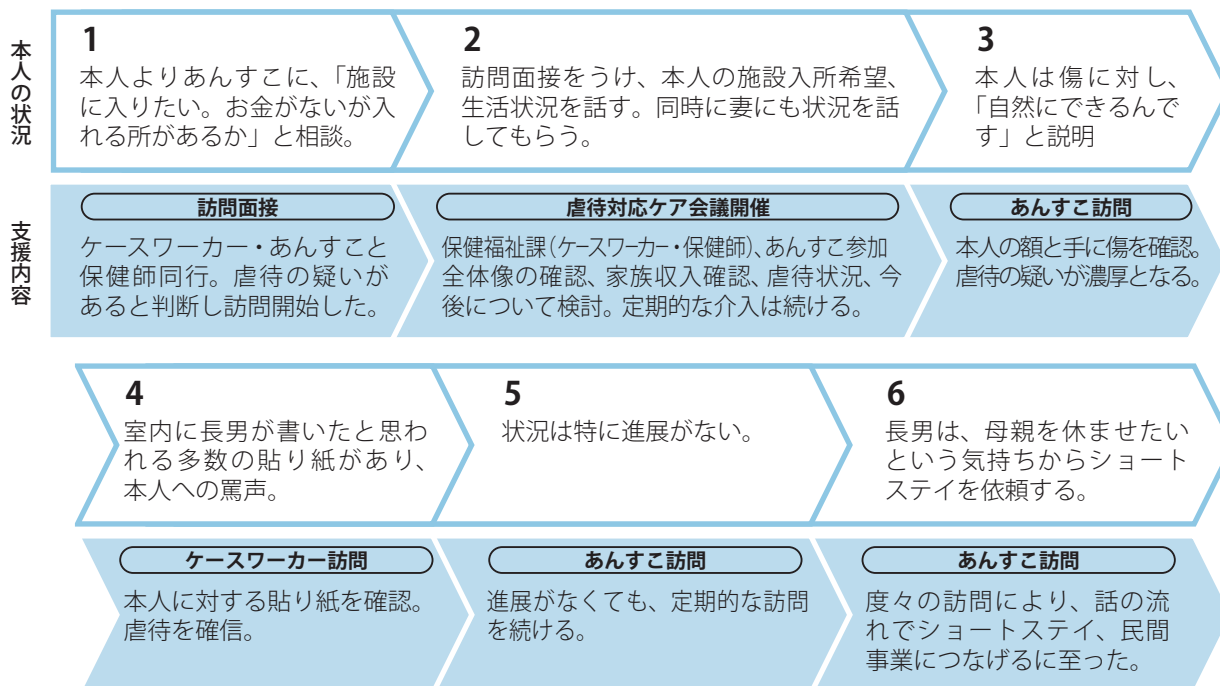 本人の状況
1
本人よりあんすこに、「施設
に入りたい。お金がないが入
れる所があるか」と相談。
2
訪問面接をうけ、本人の施設入所希望、
生活状況を話す。同時に妻にも状況を話
してもらう。
3
本人は傷に対し、
「自然にできるんで
す」と説明
支援内容
訪問面接
ケースワーカー・あんすこと
保健師同行。虐待の疑いが
あると判断し訪問開始した。
虐待対応ケア会議開催
保健福祉課(ケースワーカー・保健師)、あんすこ参加
全体像の確認、家族収入確認、虐待状況、今
後について検討。定期的な介入は続ける。
あんすこ訪問
本人の額と手に傷を確認。
虐待の疑いが濃厚となる。
4
室内に長男が書いたと思わ
れる多数の貼り紙があり、
本人への罵声。
5
状況は特に進展がない。
6
長男は、母親を休ませたい
という気持ちからショート
ステイを依頼する。
ケースワーカー訪問
本人に対する貼り紙を確認。
虐待を確信。
あんすこ訪問
進展がなくても、定期的な訪問
を続ける。
あんすこ訪問
度々の訪問により、話の流
れでショートステイ、民間
事業につなげるに至った。